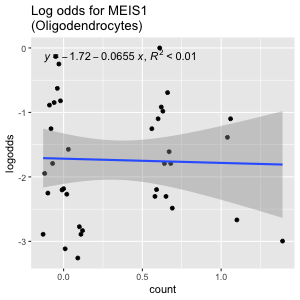 Log odds for MEIS1
(Oligodendrocytes)
y = −1.72 − 0.0655 x, R² < 0.01
0
-1
-2
-3
logodds
0.0 0.5 1.0
count